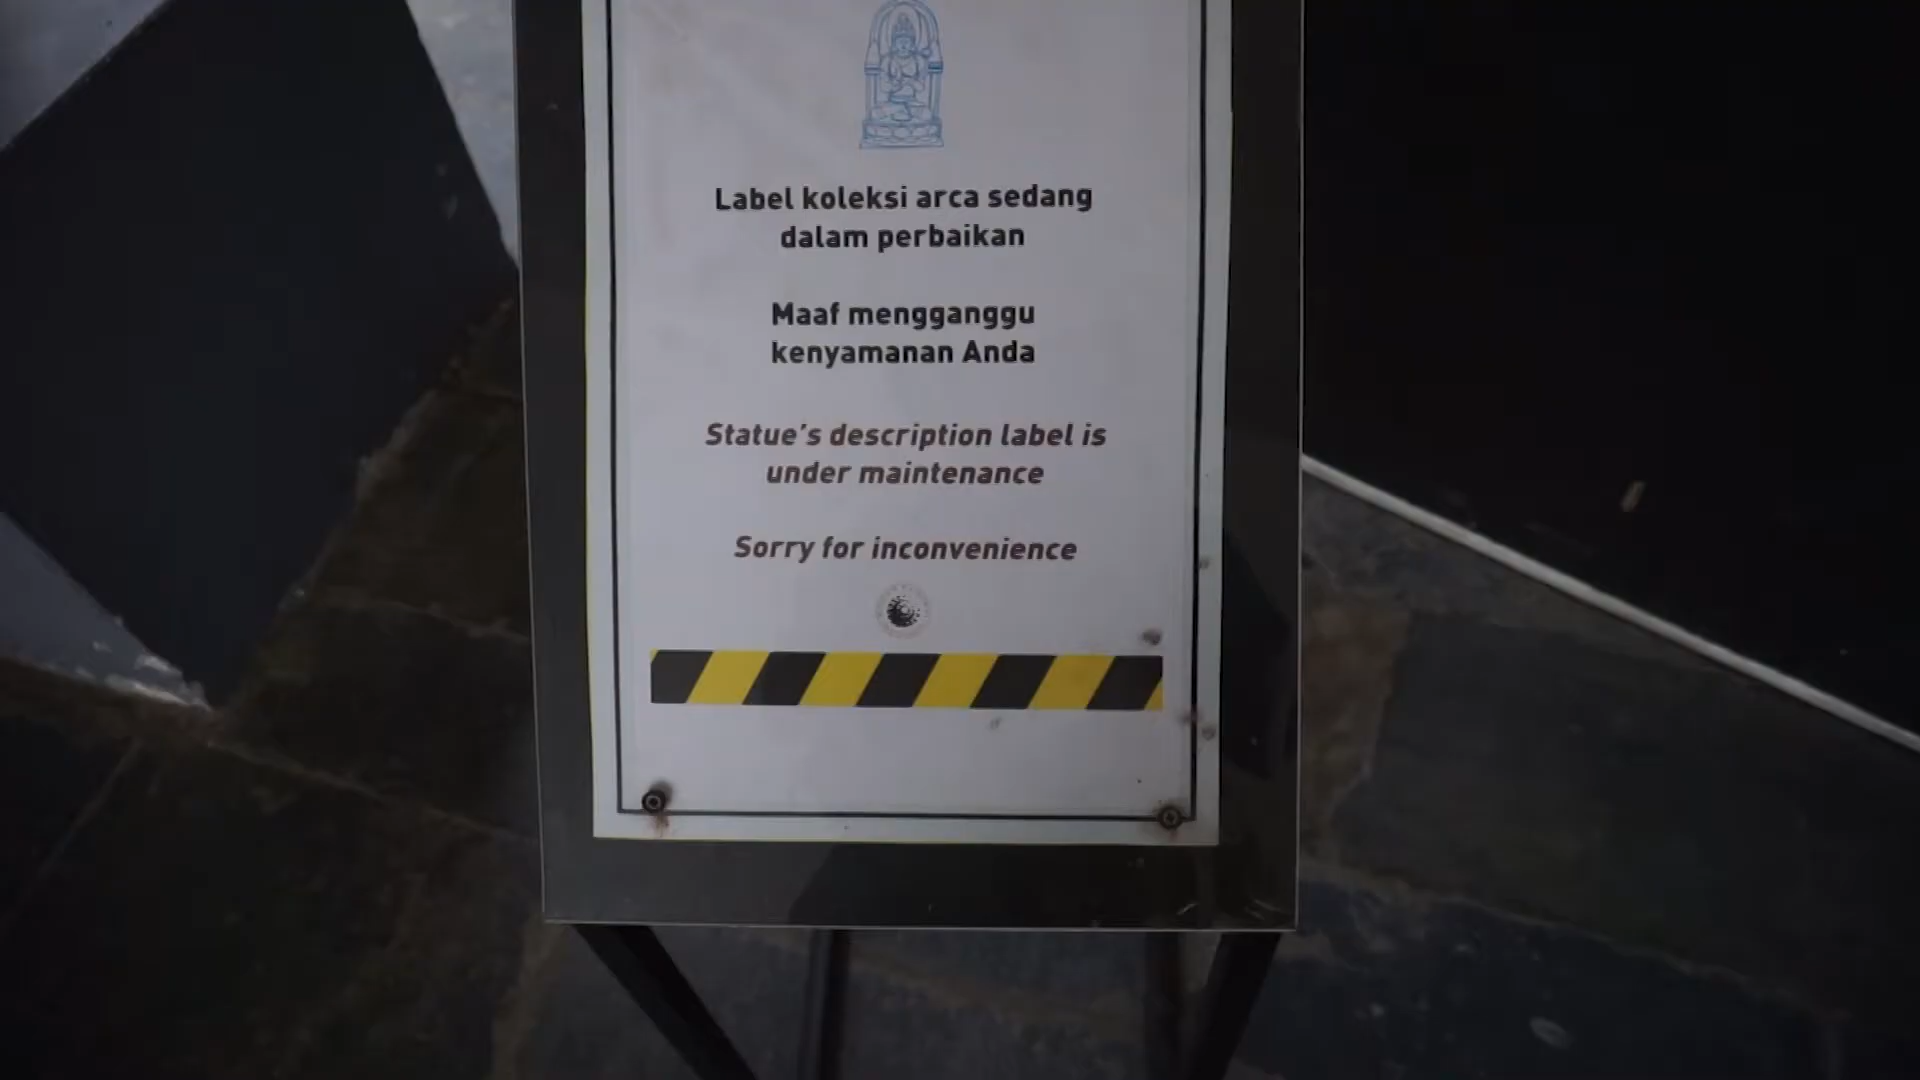 Label koleksi arca sedang
dalam perbaikan
Maaf mengganggu
kenyamanan Anda
Statue's description label is
under maintenance
Sorry for inconvenience